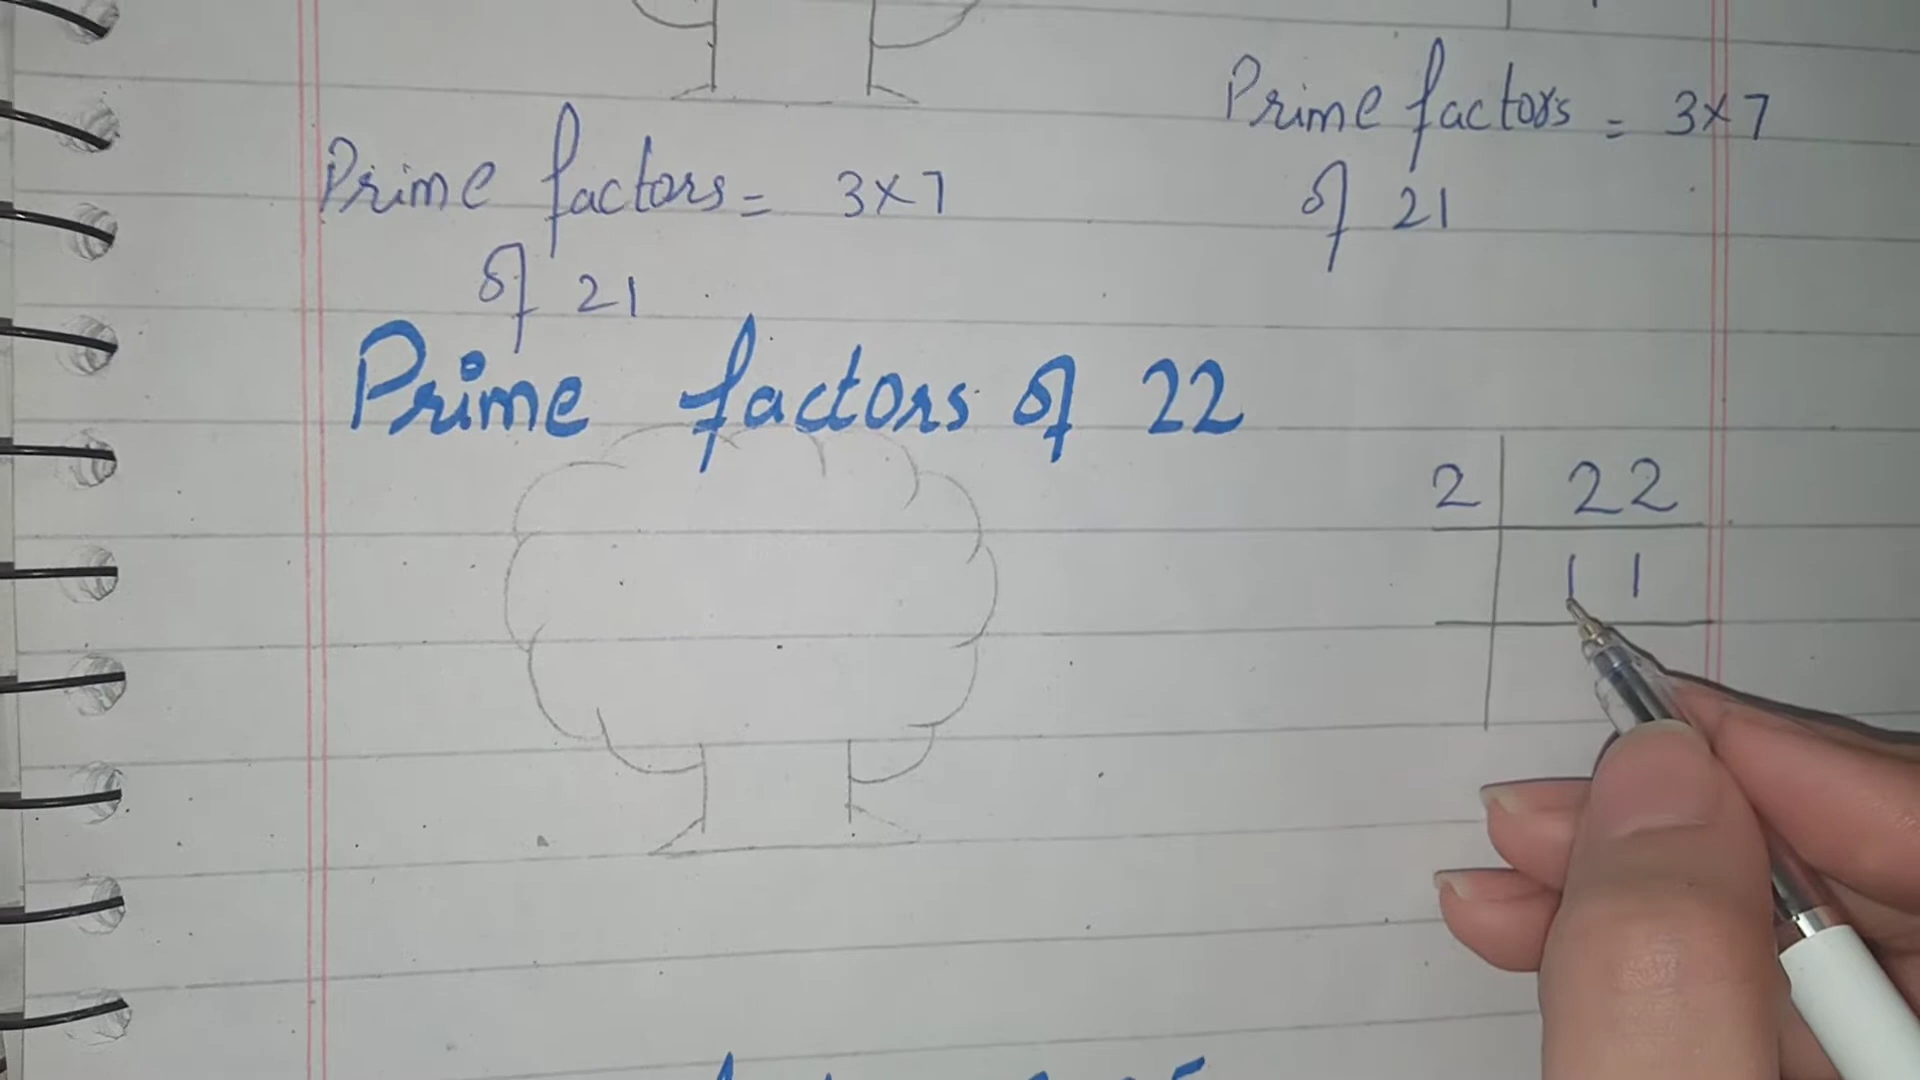 Prime factors = 3×7
of 21
Prime factors = 3×7
of 21
Prime factors of 22
2 | 22
11